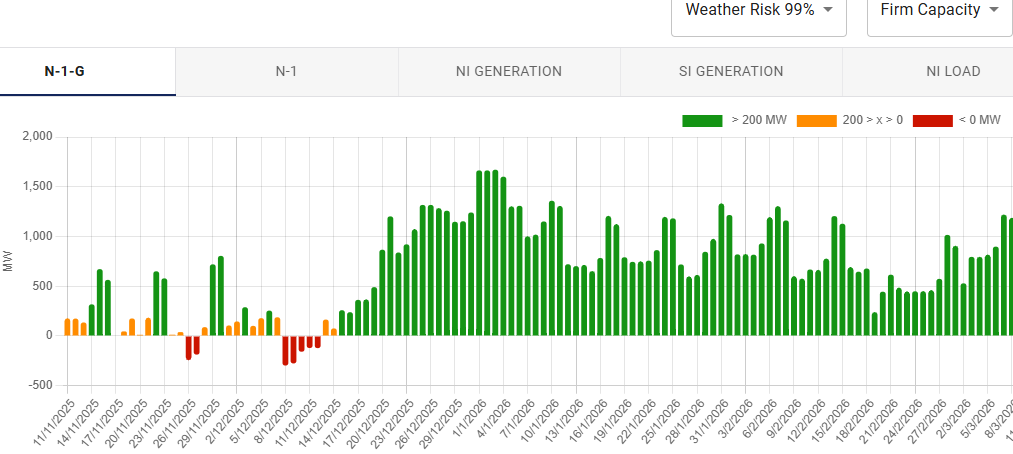 Weather Risk 99% Firm Capacity
N-1-G N-1 NI GENERATION SI GENERATION NI LOAD
> 200 MW 200 > x > 0 < 0 MW
2,000
1,500
1,000
500
0
-500
MW
11/11/2025 14/11/2025 17/11/2025 20/11/2025 23/11/2025 26/11/2025 29/11/2025 2/12/2025 5/12/2025 8/12/2025 11/12/2025 14/12/2025 17/12/2025 20/12/2025 23/12/2025 26/12/2025 29/12/2025 1/1/2026 4/1/2026 7/1/2026 10/1/2026 13/1/2026 16/1/2026 19/1/2026 22/1/2026 25/1/2026 28/1/2026 31/1/2026 3/2/2026 6/2/2026 9/2/2026 12/2/2026 15/2/2026 18/2/2026 21/2/2026 24/2/2026 27/2/2026 2/3/2026 5/3/2026 8/3/2026